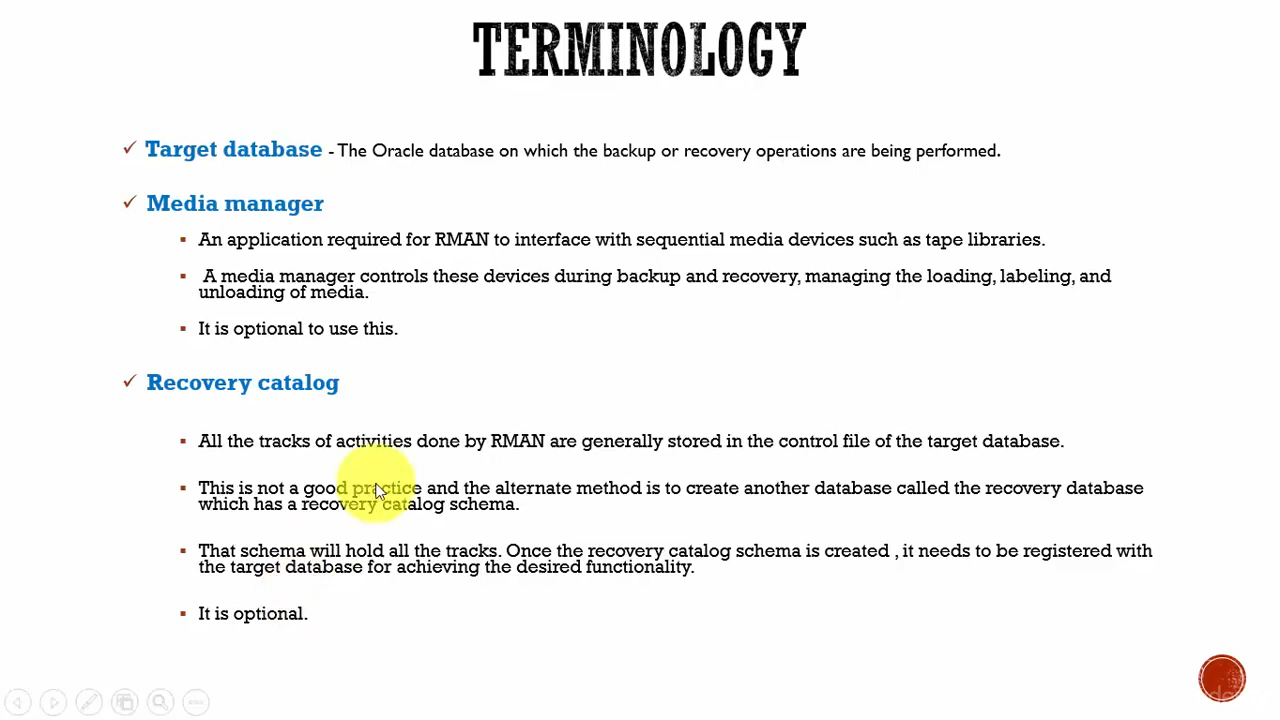 TERMINOLOGY
Target database - The Oracle database on which the backup or recovery operations are being performed.
Media manager
An application required for RMAN to interface with sequential media devices such as tape libraries.
A media manager controls these devices during backup and recovery, managing the loading, labeling, and
unloading of media.
It is optional to use this.
Recovery catalog
All the tracks of activities done by RMAN are generally stored in the control file of the target database.
This is not a good practice and the alternate method is to create another database called the recovery database
which has a recovery catalog schema.
That schema will hold all the tracks. Once the recovery catalog schema is created , it needs to be registered with
the target database for achieving the desired functionality.
It is optional.